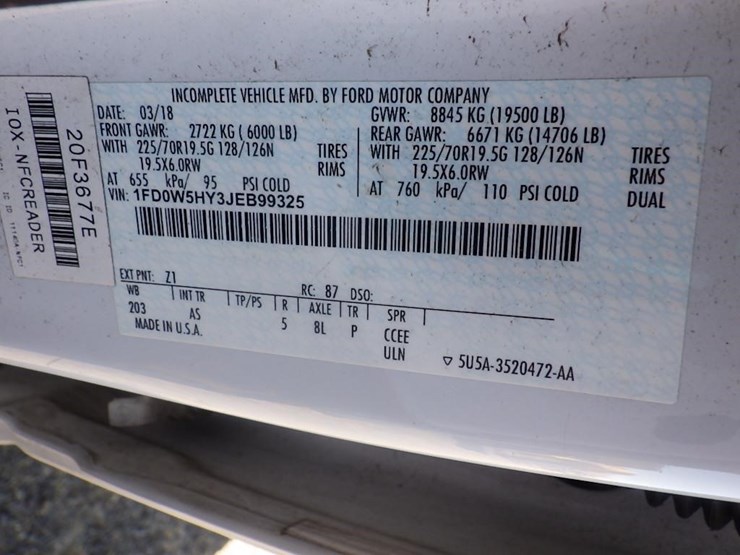 INCOMPLETE VEHICLE MFD. BY FORD MOTOR COMPANY
DATE: 03/18 GVWR: 8845 KG (19500 LB)
FRONT GAWR: 2722 KG ( 6000 LB) REAR GAWR: 6671 KG (14706 LB)
WITH 225/70R19.5G 128/126N TIRES WITH 225/70R19.5G 128/126N TIRES
19.5X6.0RW RIMS 19.5X6.0RW RIMS
AT 655 kPa/ 95 PSI COLD AT 760 kPa/ 110 PSI COLD DUAL
VIN: 1FD0W5HY3JEB99325
EXT PNT: Z1 RC: 87 DSO:
WB INT TR TP/PS R AXLE TR SPR
203 AS 5 8L P CCEE
MADE IN U.S.A. ULN
▽ 5U5A-3520472-AA
20F3677E
IOX-NFCREADER